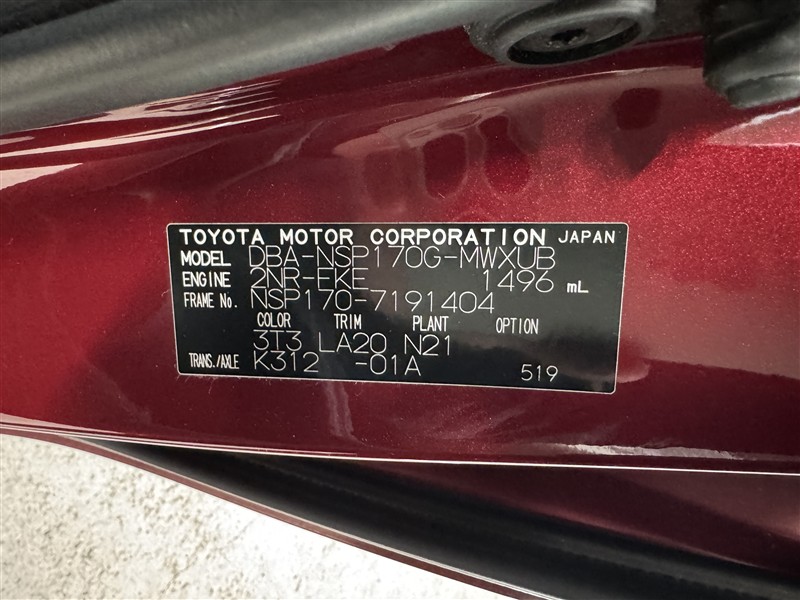 TOYOTA MOTOR CORPORATION JAPAN
MODEL DBA-NSP170G-MWXUB
ENGINE 2NR-EKE 1496 mL
FRAME No. NSP170-7191404
COLOR TRIM PLANT OPTION
3T3 LA20 N21
TRANS./AXLE K312 -01A 519